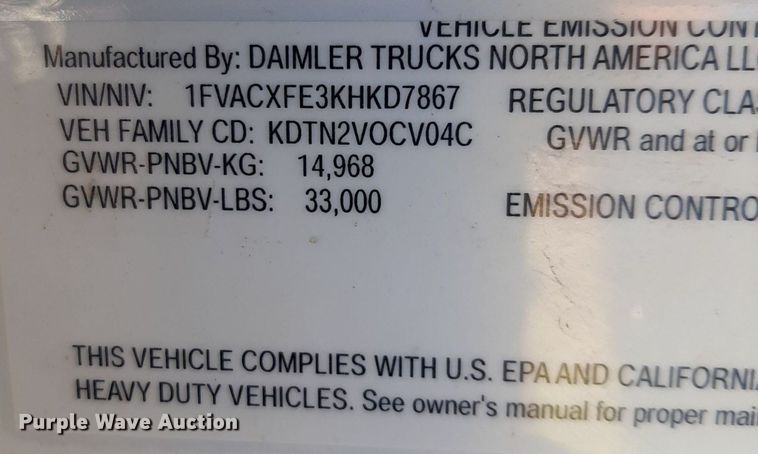 VEHICLE EMISSION CONT
Manufactured By: DAIMLER TRUCKS NORTH AMERICA LL
VIN/NIV: 1FVACXFE3KHKD7867 REGULATORY CLA
VEH FAMILY CD: KDTN2VOCV04C GVWR and at or
GVWR-PNBV-KG: 14,968
GVWR-PNBV-LBS: 33,000 EMISSION CONTRO
THIS VEHICLE COMPLIES WITH U.S. EPA AND CALIFORNI
HEAVY DUTY VEHICLES. See owner's manual for proper mai
Purple Wave Auction